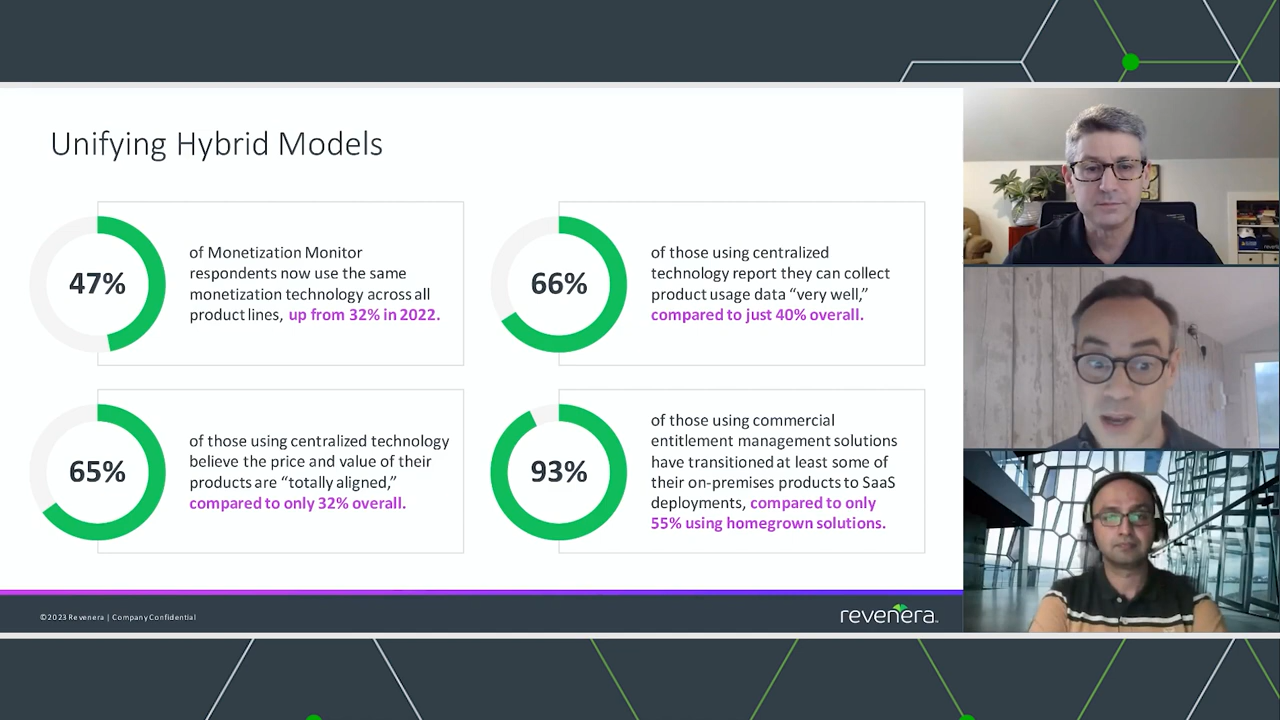 Unifying Hybrid Models
47%
of Monetization Monitor
respondents now use the same
monetization technology across all
product lines, up from 32% in 2022.
66%
of those using centralized
technology report they can collect
product usage data “very well,”
compared to just 40% overall.
65%
of those using centralized technology
believe the price and value of their
products are “totally aligned,”
compared to only 32% overall.
93%
of those using commercial
entitlement management solutions
have transitioned at least some of
their on-premises products to SaaS
deployments, compared to only
55% using homegrown solutions.
©2023 Revenera | Company Confidential
revenera